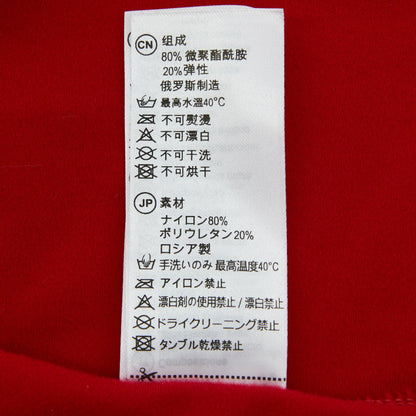 CN 组成
80% 微聚酯酰胺
20% 弹性
俄罗斯制造
最高水溫40°C
不可熨燙
不可漂白
不可干洗
不可烘干
JP 素材
ナイロン80%
ポリウレタン20%
ロシア製
手洗いのみ 最高温度40°C
アイロン禁止
漂白剤の使用禁止 / 漂白禁止
ドライクリーニング禁止
タンブル乾燥禁止